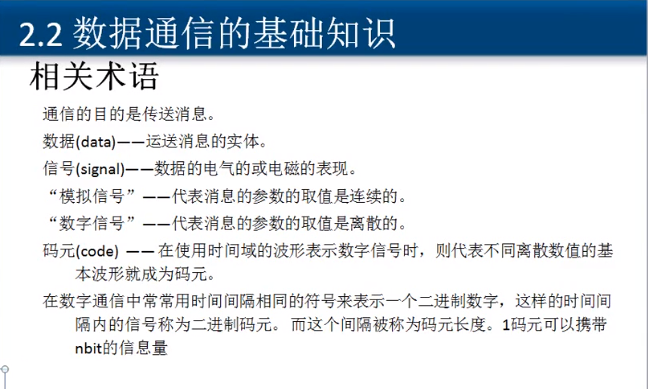 2.2 数据通信的基础知识
相关术语
通信的目的是传送消息。
数据(data)——运送消息的实体。
信号(signal)——数据的电气的或电磁的表现。
“模拟信号”——代表消息的参数的取值是连续的。
“数字信号”——代表消息的参数的取值是离散的。
码元(code) ——在使用时间域的波形表示数字信号时，则代表不同离散数值的基
本波形就成为码元。
在数字通信中常常用时间间隔相同的符号来表示一个二进制数字，这样的时间间
隔内的信号称为二进制码元。 而这个间隔被称为码元长度。1码元可以携带
nbit的信息量